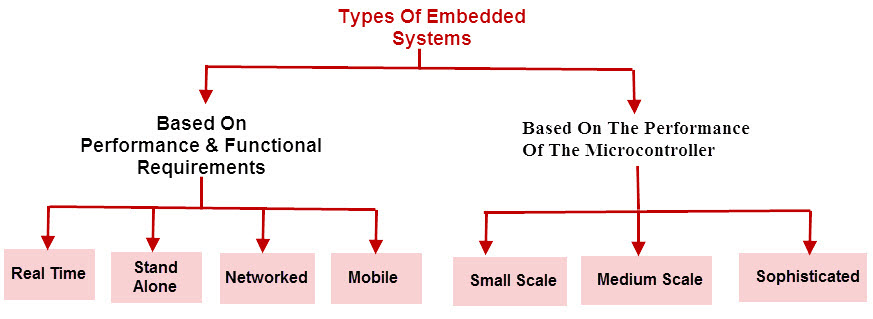 Types Of Embedded
Systems
Based On
Performance & Functional
Requirements
Based On The Performance
Of The Microcontroller
Real Time
Stand
Alone
Networked
Mobile
Small Scale
Medium Scale
Sophisticated